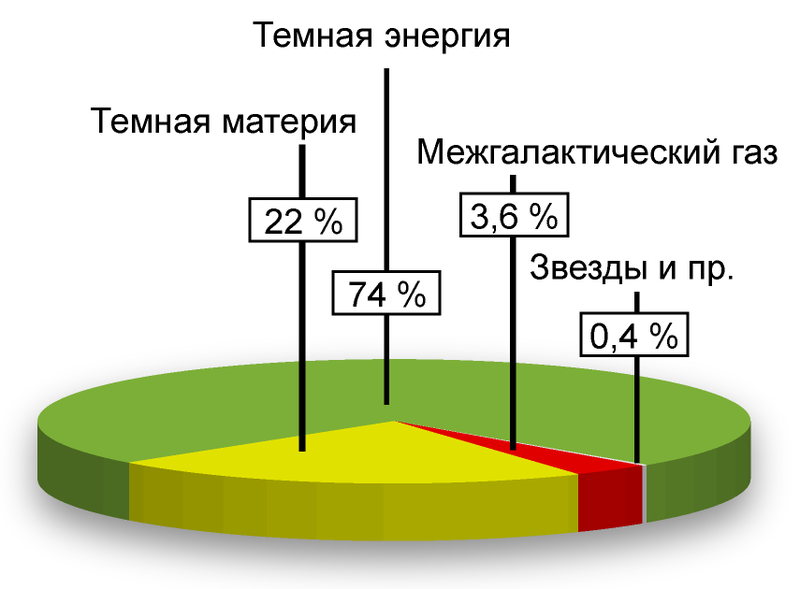 Темная энергия
Темная материя
Межгалактический газ
22 %
3,6 %
Звезды и пр.
74 %
0,4 %